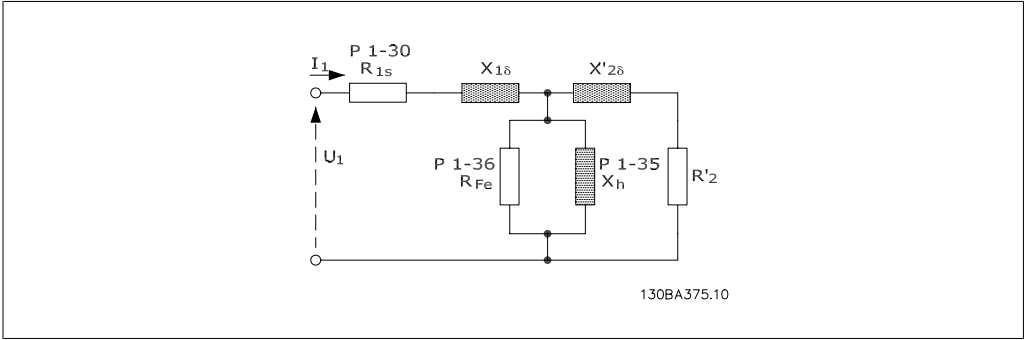 P 1-30
I1
R1s
X1δ
X'2δ
U1
P 1-36
RFe
P 1-35
Xh
R'2
130BA375.10